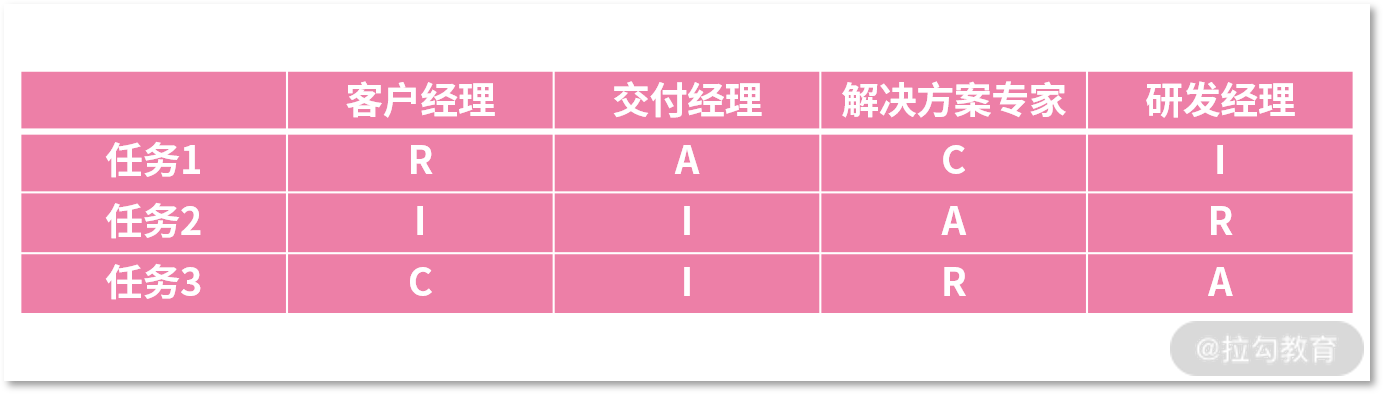 客户经理 交付经理 解决方案专家 研发经理
任务1 R A C I
任务2 I I A R
任务3 C I R A
@拉勾教育